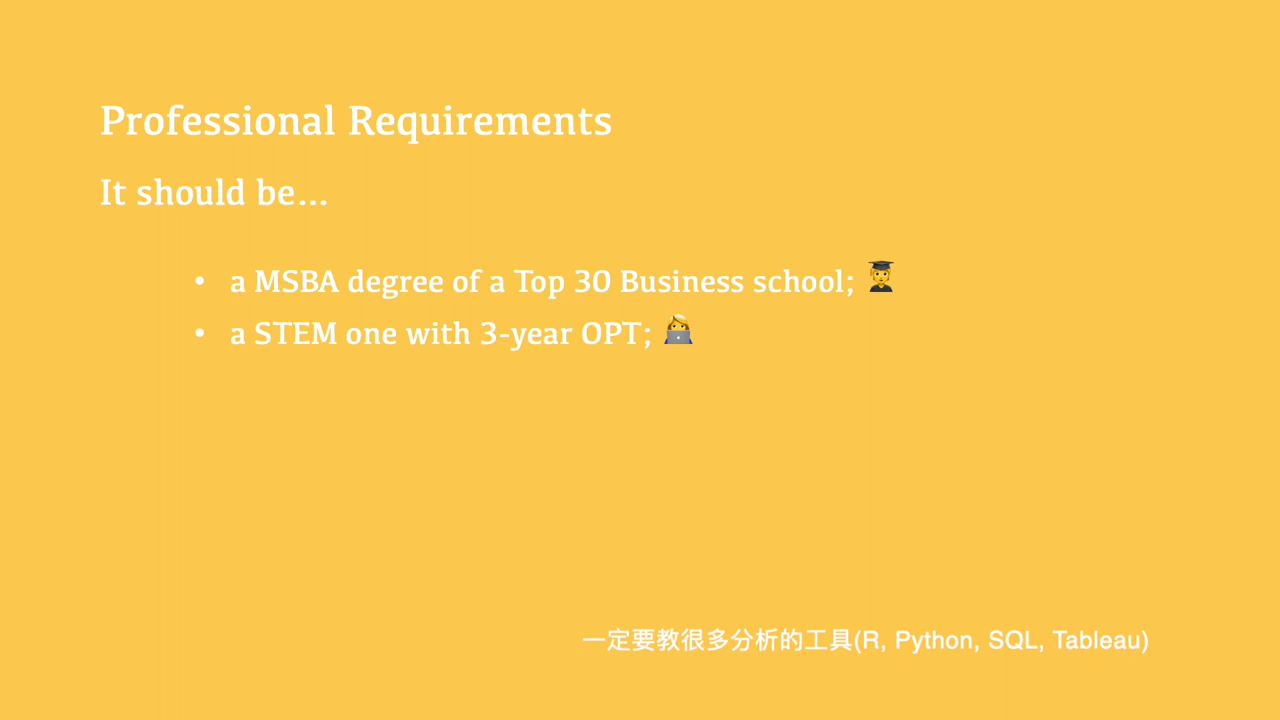 Professional Requirements
It should be...
• a MSBA degree of a Top 30 Business school; 👩‍🎓
• a STEM one with 3-year OPT; 👩‍💻
一定要教很多分析的工具(R, Python, SQL, Tableau)